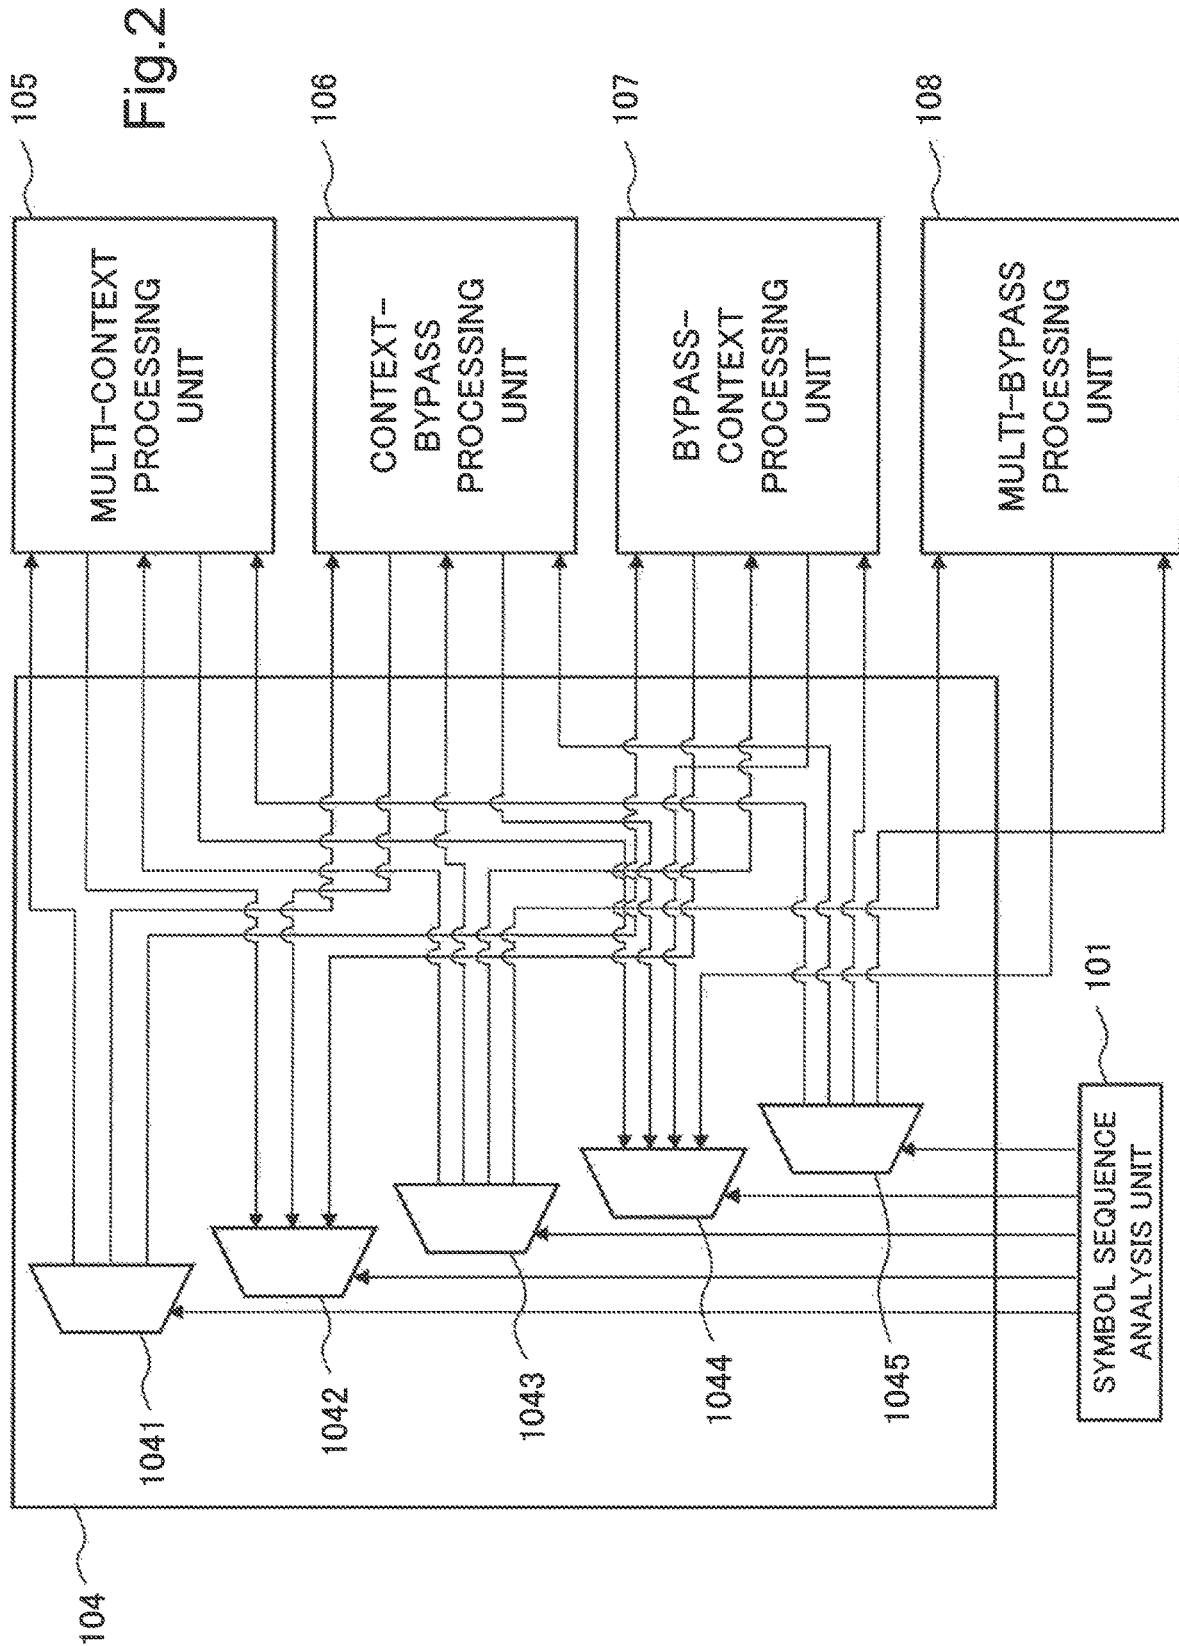 Fig.2
104
1041
1042
1043
1044
1045
105
MULTI-CONTEXT
PROCESSING
UNIT
106
CONTEXT-
BYPASS
PROCESSING
UNIT
107
BYPASS-
CONTEXT
PROCESSING
UNIT
108
MULTI-BYPASS
PROCESSING
UNIT
101
SYMBOL SEQUENCE
ANALYSIS UNIT